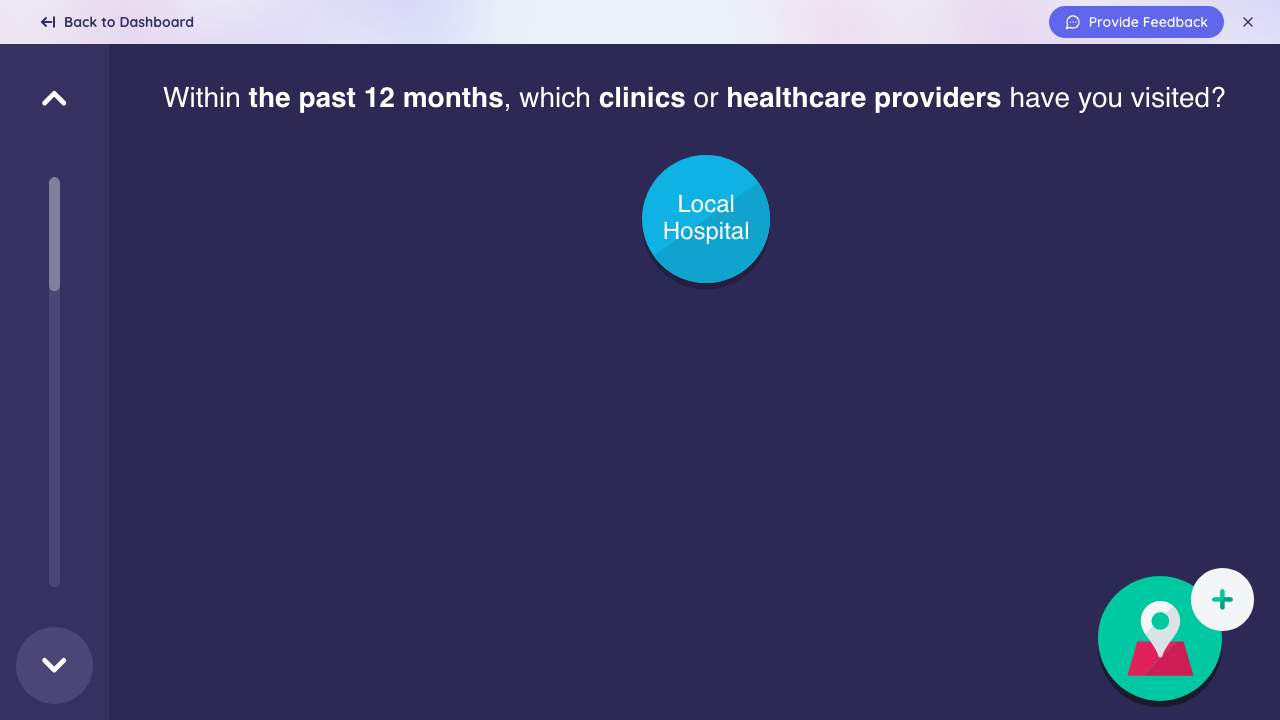 Back to Dashboard
Provide Feedback
Within the past 12 months, which clinics or healthcare providers have you visited?
Local
Hospital